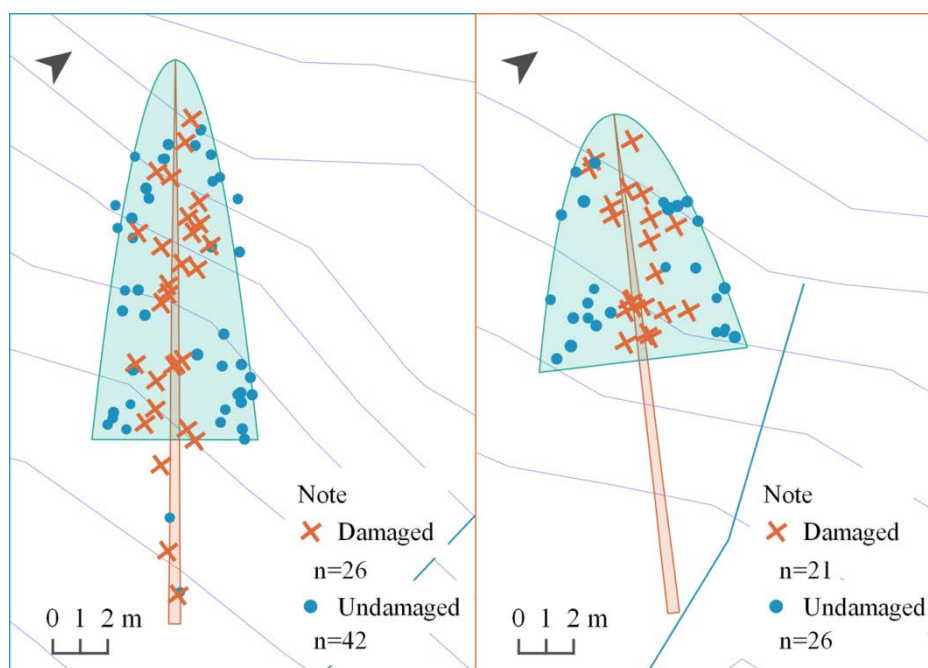 Note
Damaged
n=26
Undamaged
n=42
0 1 2 m
Note
Damaged
n=21
Undamaged
n=26
0 1 2 m